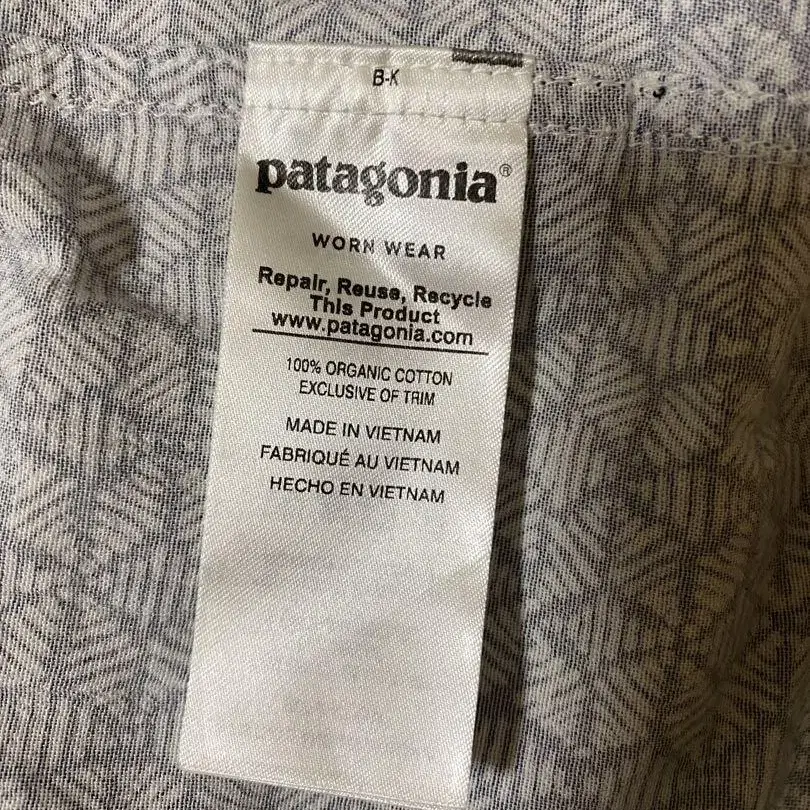 B-K
patagonia®
WORN WEAR
Repair, Reuse, Recycle
This Product
www.patagonia.com
100% ORGANIC COTTON
EXCLUSIVE OF TRIM
MADE IN VIETNAM
FABRIQUÉ AU VIETNAM
HECHO EN VIETNAM